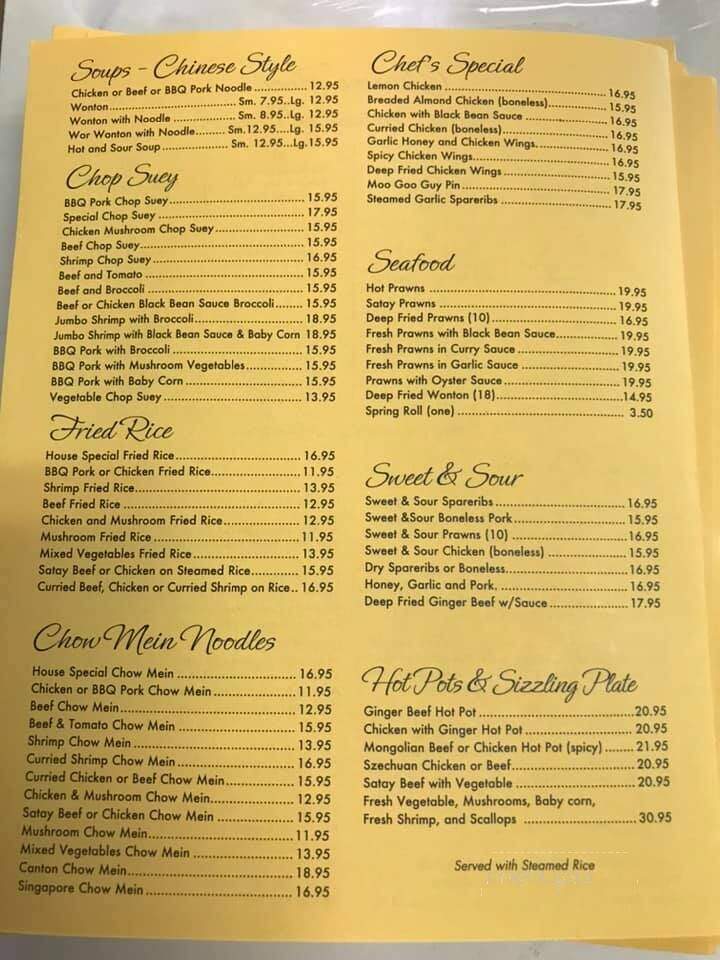 Soups - Chinese Style
Chicken or Beef or BBQ Pork Noodle 12.95
Wonton Sm. 7.95..Lg. 12.95
Wonton with Noodle Sm. 8.95..Lg. 12.95
Wor Wonton with Noodle Sm.12.95....Lg. 15.95
Hot and Sour Soup Sm. 12.95...Lg.15.95
Chop Suey
BBQ Pork Chop Suey 15.95
Special Chop Suey 17.95
Chicken Mushroom Chop Suey 15.95
Beef Chop Suey 15.95
Shrimp Chop Suey 16.95
Beef and Tomato 15.95
Beef and Broccoli 15.95
Beef or Chicken Black Bean Sauce Broccoli 15.95
Jumbo Shrimp with Broccoli 18.95
Jumbo Shrimp with Black Bean Sauce & Baby Corn 18.95
BBQ Pork with Broccoli 15.95
BBQ Pork with Mushroom Vegetables 15.95
BBQ Pork with Baby Corn 15.95
Vegetable Chop Suey 13.95
Fried Rice
House Special Fried Rice 16.95
BBQ Pork or Chicken Fried Rice 11.95
Shrimp Fried Rice 13.95
Beef Fried Rice 12.95
Chicken and Mushroom Fried Rice 12.95
Mushroom Fried Rice 11.95
Mixed Vegetables Fried Rice 13.95
Satay Beef or Chicken on Steamed Rice 15.95
Curried Beef, Chicken or Curried Shrimp on Rice.. 16.95
Chow Mein Noodles
House Special Chow Mein 16.95
Chicken or BBQ Pork Chow Mein 11.95
Beef Chow Mein 12.95
Beef & Tomato Chow Mein 15.95
Shrimp Chow Mein 13.95
Curried Shrimp Chow Mein 16.95
Curried Chicken or Beef Chow Mein 15.95
Chicken & Mushroom Chow Mein 12.95
Satay Beef or Chicken Chow Mein 15.95
Mushroom Chow Mein 11.95
Mixed Vegetables Chow Mein 13.95
Canton Chow Mein 18.95
Singapore Chow Mein 16.95
Chef's Special
Lemon Chicken 16.95
Breaded Almond Chicken (boneless) 15.95
Chicken with Black Bean Sauce 16.95
Curried Chicken (boneless) 16.95
Garlic Honey and Chicken Wings 16.95
Spicy Chicken Wings 16.95
Deep Fried Chicken Wings 15.95
Moo Goo Guy Pin 17.95
Steamed Garlic Spareribs 17.95
Seafood
Hot Prawns 19.95
Satay Prawns 19.95
Deep Fried Prawns (10) 16.95
Fresh Prawns with Black Bean Sauce 19.95
Fresh Prawns in Curry Sauce 19.95
Fresh Prawns in Garlic Sauce 19.95
Prawns with Oyster Sauce 19.95
Deep Fried Wonton (18) 14.95
Spring Roll (one) 3.50
Sweet & Sour
Sweet & Sour Spareribs 16.95
Sweet &Sour Boneless Pork 15.95
Sweet & Sour Prawns (10) 16.95
Sweet & Sour Chicken (boneless) 15.95
Dry Spareribs or Boneless 16.95
Honey, Garlic and Pork. 16.95
Deep Fried Ginger Beef w/Sauce 17.95
Hot Pots & Sizzling Plate
Ginger Beef Hot Pot 20.95
Chicken with Ginger Hot Pot 20.95
Mongolian Beef or Chicken Hot Pot (spicy) 21.95
Szechuan Chicken or Beef 20.95
Satay Beef with Vegetable 20.95
Fresh Vegetable, Mushrooms, Baby corn,
Fresh Shrimp, and Scallops 30.95
Served with Steamed Rice